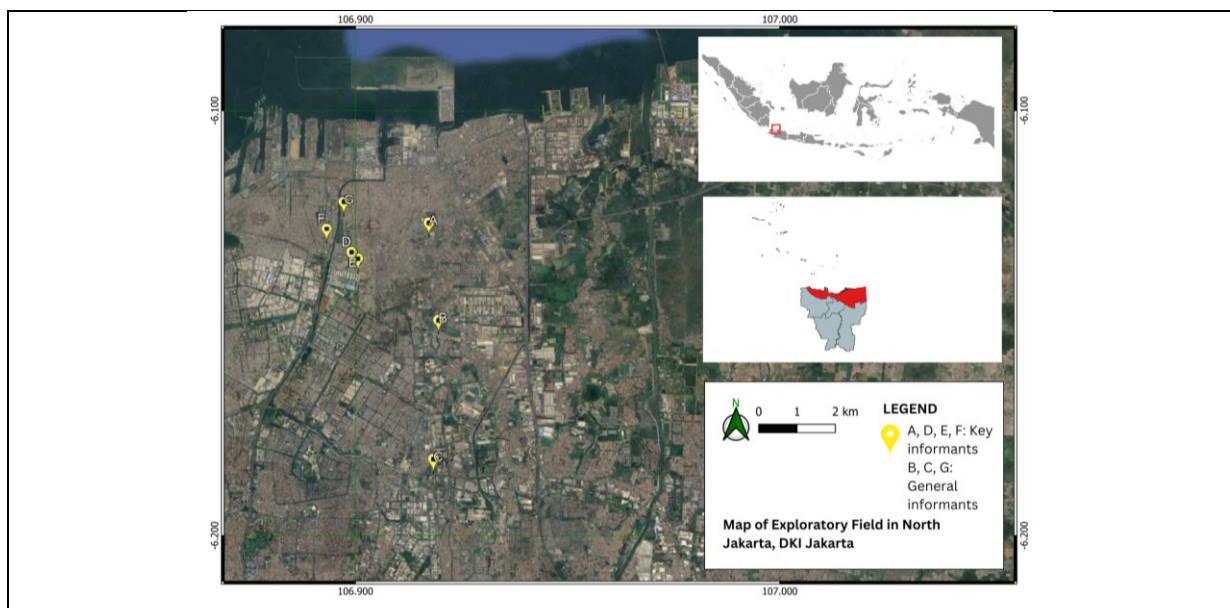 106.900
107.000
-6.100
-6.100
G
F
A
D
E
B
C
N
0 1 2 km
LEGEND
A, D, E, F: Key
informants
B, C, G:
General
informants
Map of Exploratory Field in North
Jakarta, DKI Jakarta
-6.200
-6.200
106.900
107.000